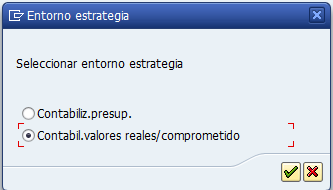 Entorno estrategia
Seleccionar entorno estrategia
Contabiliz.presup.
Contabil.valores reales/comprometido